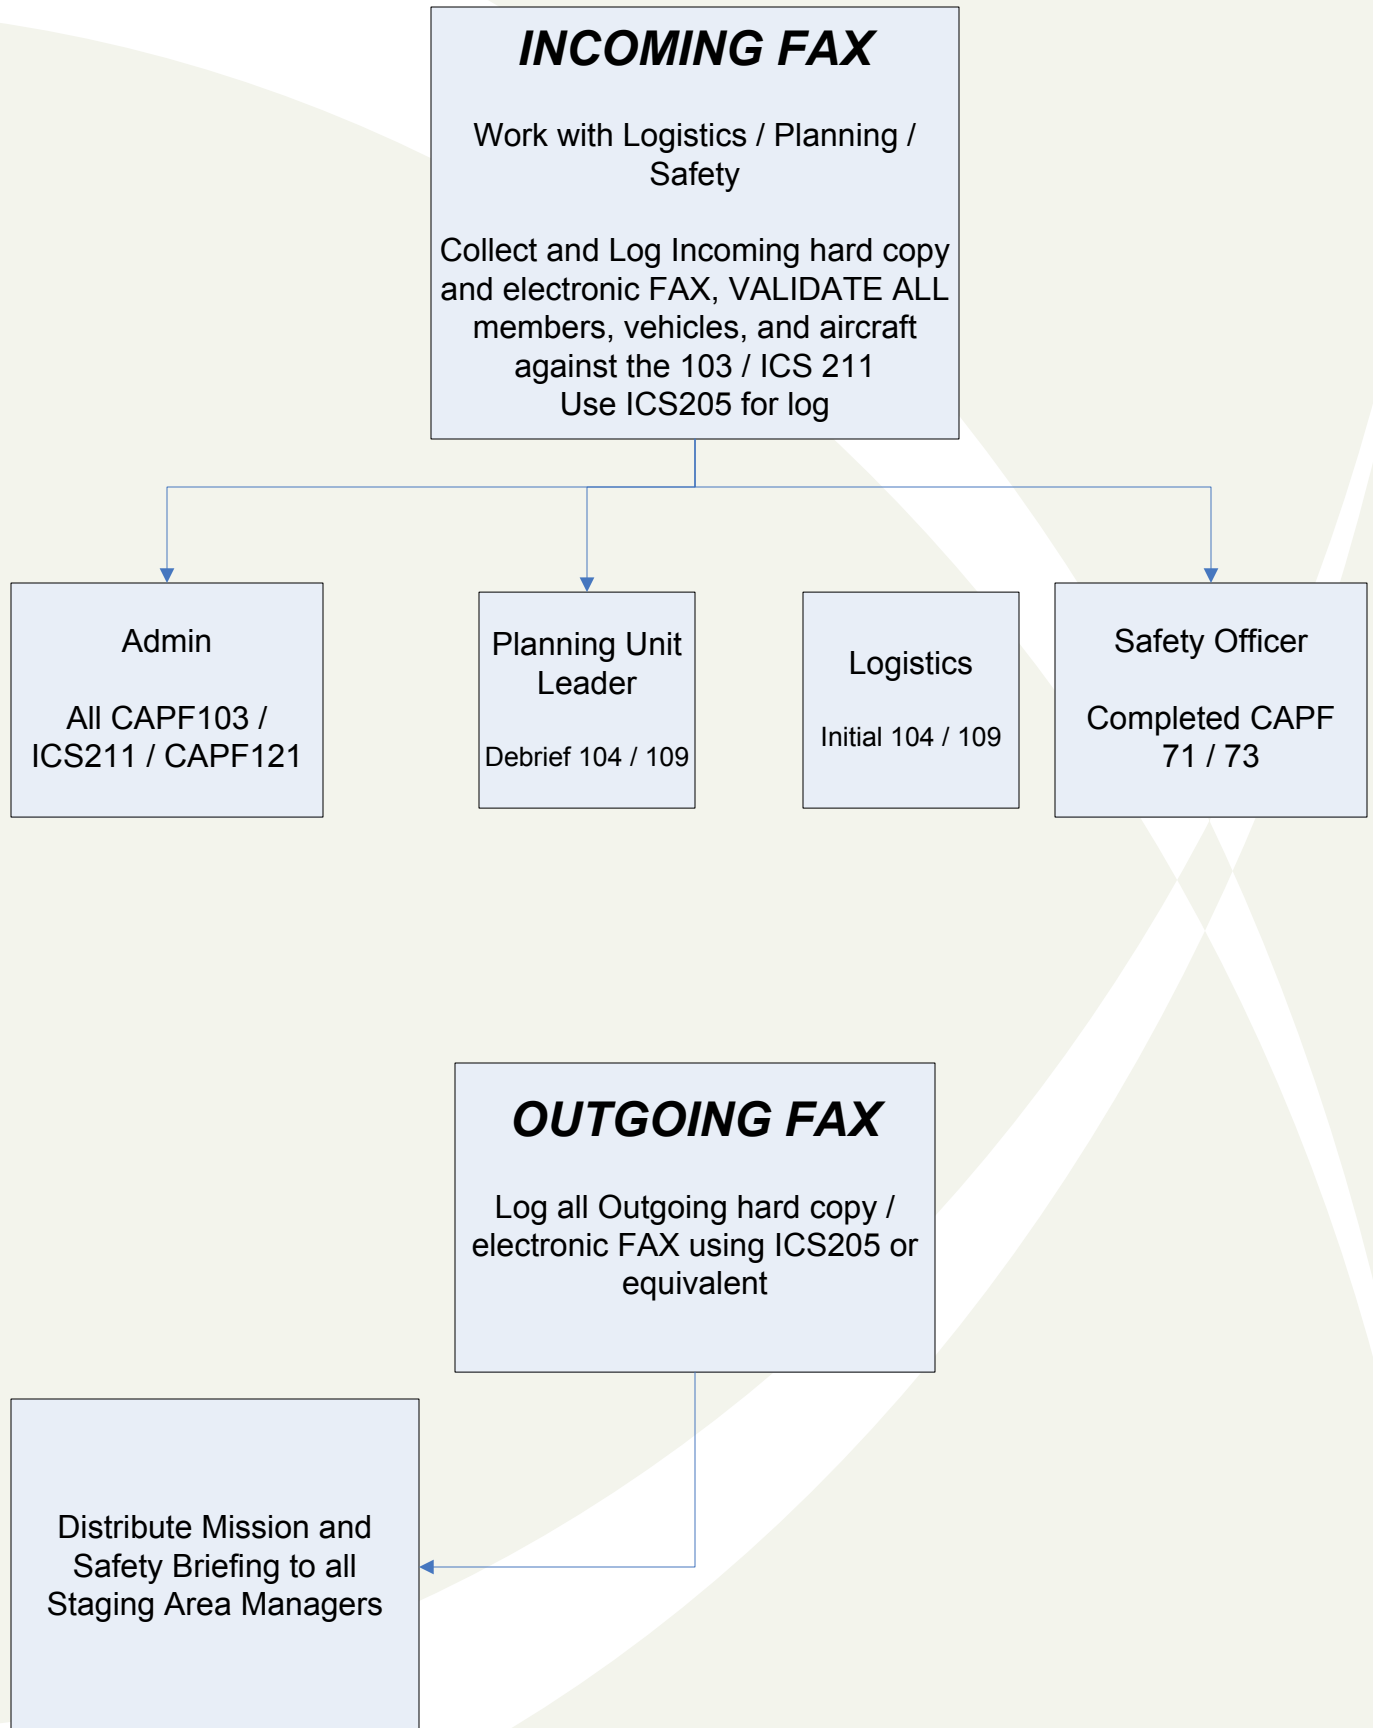 INCOMING FAX
Work with Logistics / Planning /
Safety
Collect and Log Incoming hard copy
and electronic FAX, VALIDATE ALL
members, vehicles, and aircraft
against the 103 / ICS 211
Use ICS205 for log
Admin
All CAPF103 /
ICS211 / CAPF121
Planning Unit
Leader
Debrief 104 / 109
Logistics
Initial 104 / 109
Safety Officer
Completed CAPF
71 / 73
OUTGOING FAX
Log all Outgoing hard copy /
electronic FAX using ICS205 or
equivalent
Distribute Mission and
Safety Briefing to all
Staging Area Managers